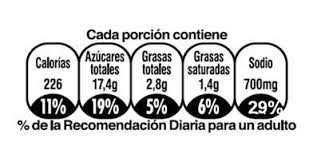 Cada porción contiene
Calorías Azúcares totales Grasas totales Grasas saturadas Sodio
226 17,4g 2,8g 1,4g 700mg
11% 19% 5% 6% 29%
% de la Recomendación Diaria para un adulto